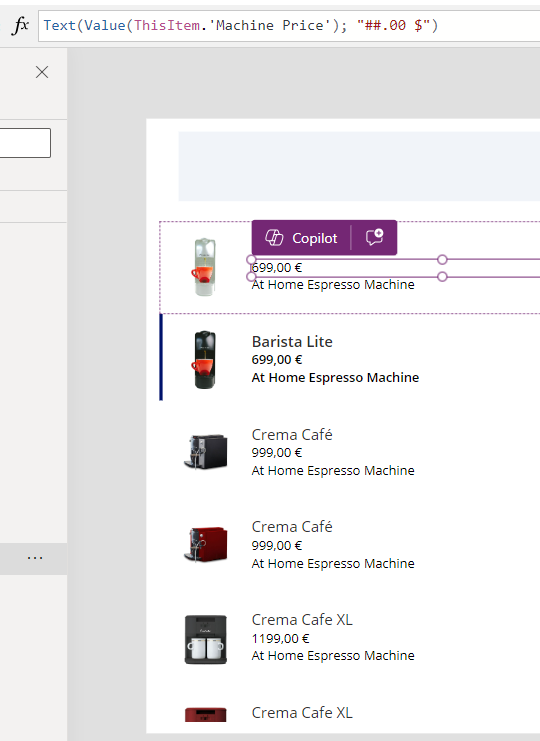 fx Text(Value(ThisItem.'Machine Price'); "##.00 $")
Copilot
699,00 €
At Home Espresso Machine
Barista Lite
699,00 €
At Home Espresso Machine
Crema Café
999,00 €
At Home Espresso Machine
Crema Café
999,00 €
At Home Espresso Machine
Crema Cafe XL
1199,00 €
At Home Espresso Machine
Crema Cafe XL